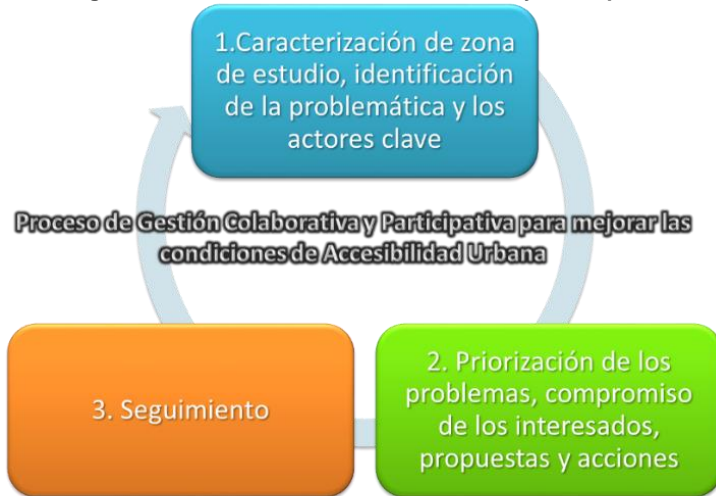 1.Caracterización de zona
de estudio, identificación
de la problemática y los
actores clave
Proceso de Gestión Colaborativa y Participativa para mejorar las
condiciones de Accesibilidad Urbana
3. Seguimiento
2. Priorización de los
problemas, compromiso
de los interesados,
propuestas y acciones